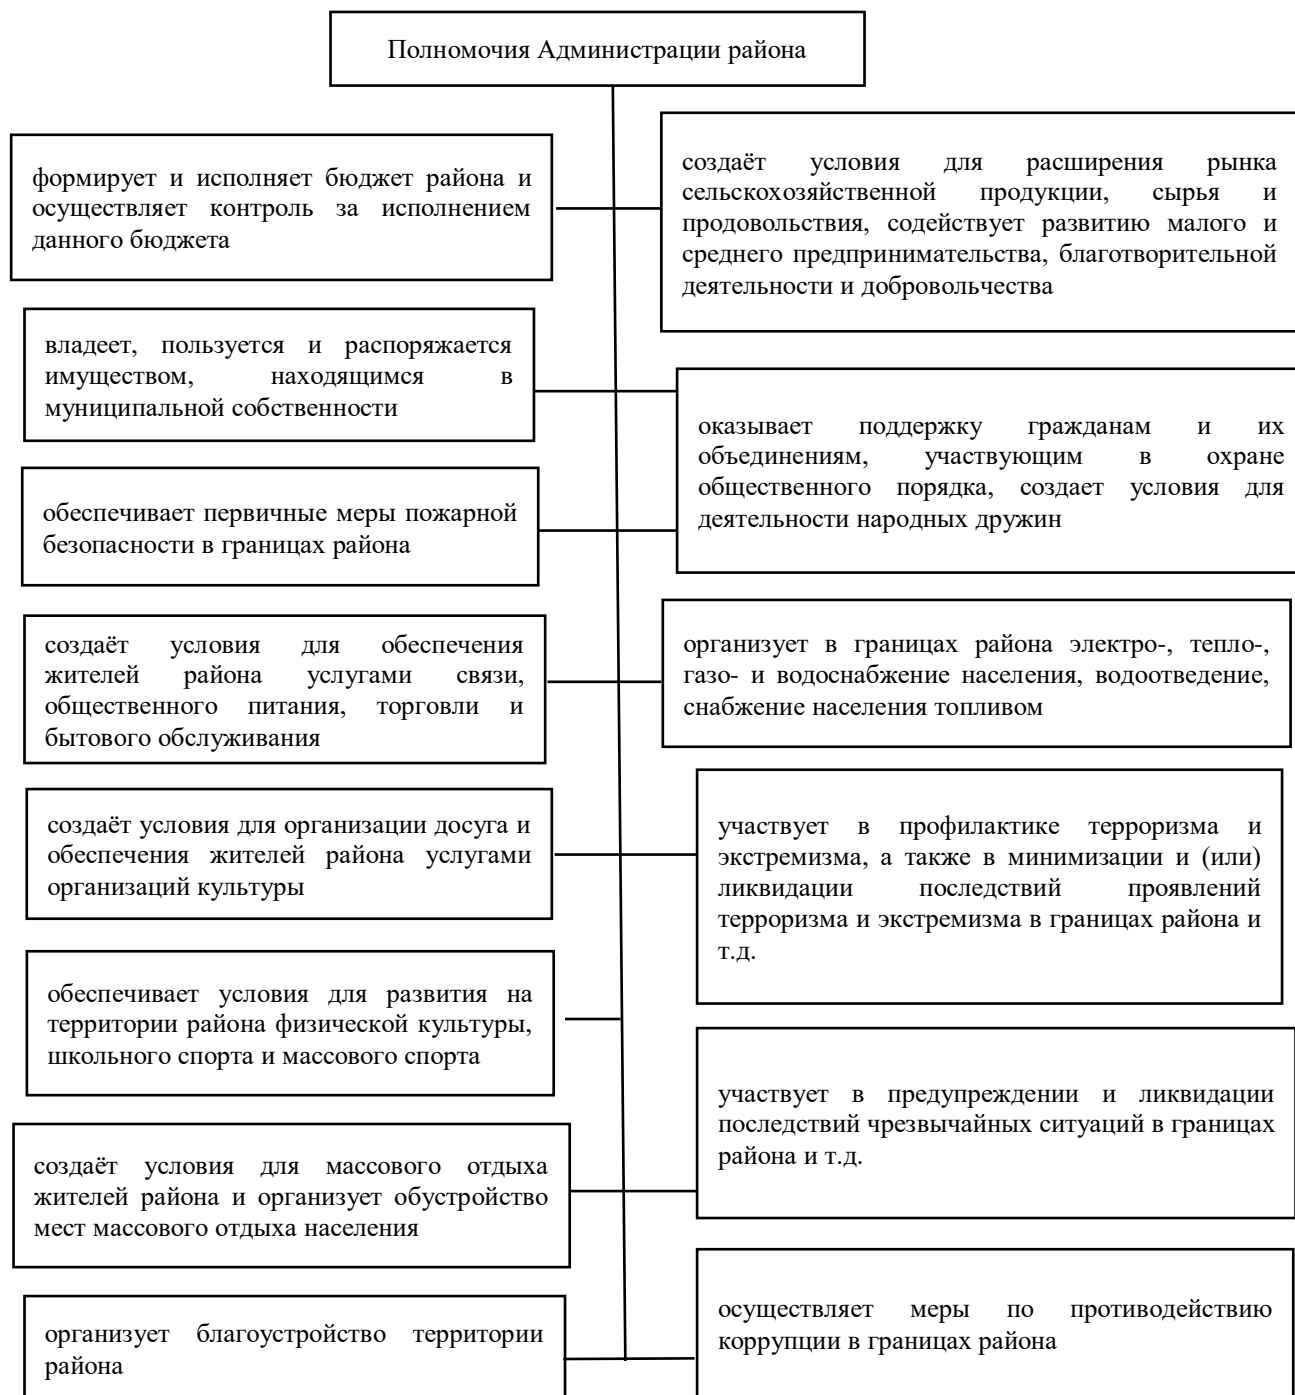 Полномочия Администрации района
формирует и исполняет бюджет района и
осуществляет контроль за исполнением
данного бюджета
создаёт условия для расширения рынка
сельскохозяйственной продукции, сырья и
продовольствия, содействует развитию малого и
среднего предпринимательства, благотворительной
деятельности и добровольчества
владеет, пользуется и распоряжается
имуществом, находящимся в
муниципальной собственности
оказывает поддержку гражданам и их
объединениям, участвующим в охране
общественного порядка, создает условия для
деятельности народных дружин
обеспечивает первичные меры пожарной
безопасности в границах района
создаёт условия для обеспечения
жителей района услугами связи,
общественного питания, торговли и
бытового обслуживания
организует в границах района электро-, тепло-,
газо- и водоснабжение населения, водоотведение,
снабжение населения топливом
создаёт условия для организации досуга и
обеспечения жителей района услугами
организаций культуры
участвует в профилактике терроризма и
экстремизма, а также в минимизации и (или)
ликвидации последствий проявлений
терроризма и экстремизма в границах района и
т.д.
обеспечивает условия для развития на
территории района физической культуры,
школьного спорта и массового спорта
участвует в предупреждении и ликвидации
последствий чрезвычайных ситуаций в границах
района и т.д.
создаёт условия для массового отдыха
жителей района и организует обустройство
мест массового отдыха населения
осуществляет меры по противодействию
коррупции в границах района
организует благоустройство территории
района